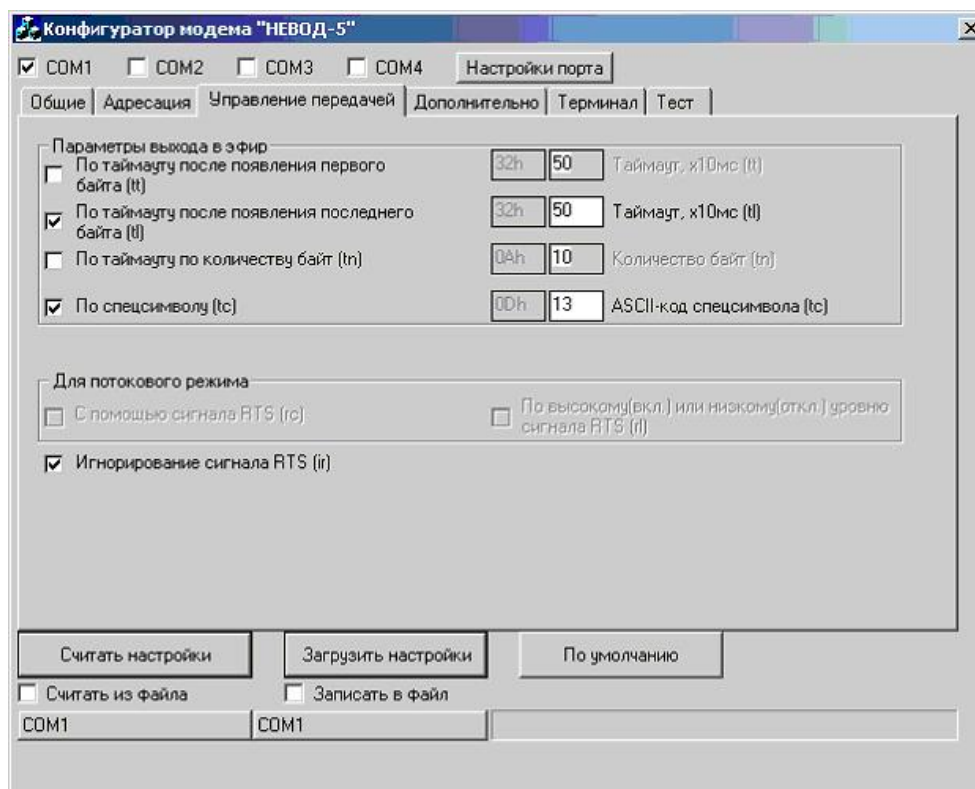 Конфигуратор модема "НЕВОД-5"
COM1 COM2 COM3 COM4 Настройки порта
Общие Адресация Управление передачей Дополнительно Терминал Тест
Параметры выхода в эфир
По таймауту после появления первого
байта (tt)
32h 50 Таймаут, х10мс (tt)
По таймауту после появления последнего
байта (tl)
32h 50 Таймаут, х10мс (tl)
По таймауту по количеству байт (tn) 0Ah 10 Количество байт (tn)
По спецсимволу (tc) 0Dh 13 ASCII-код спецсимвола (tc)
Для потокового режима
С помощью сигнала RTS (rc)
По высокому(вкл.) или низкому(откл.) уровню
сигнала RTS (rl)
Игнорирование сигнала RTS (ir)
Считать настройки Загрузить настройки По умолчанию
Считать из файла Записать в файл
COM1 COM1